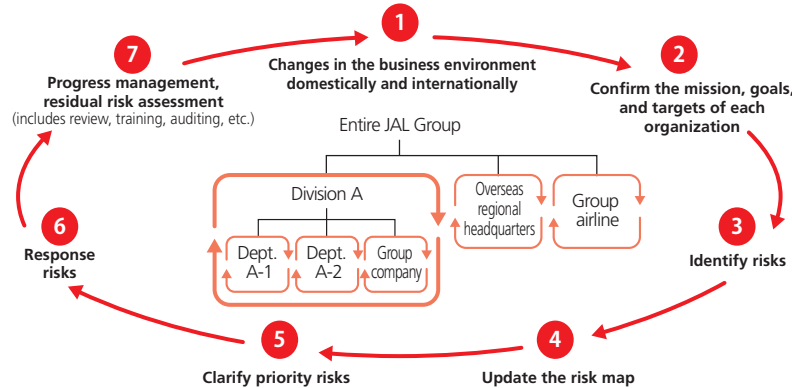 1
Changes in the business environment
domestically and internationally
2
Confirm the mission, goals,
and targets of each
organization
3
Identify risks
4
Update the risk map
5
Clarify priority risks
6
Response
risks
7
Progress management,
residual risk assessment
(includes review, training, auditing, etc.)
Entire JAL Group
Division A
Dept.
A-1
Dept.
A-2
Group
company
Overseas
regional
headquarters
Group
airline